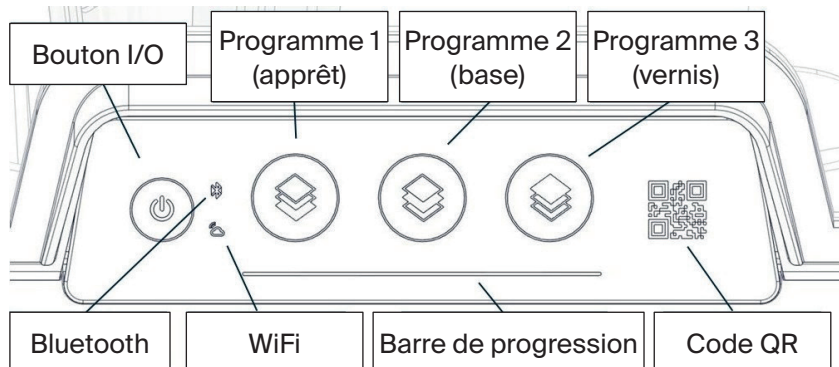 Bouton I/O
Programme 1
(apprêt)
Programme 2
(base)
Programme 3
(vernis)
Bluetooth
WiFi
Barre de progression
Code QR